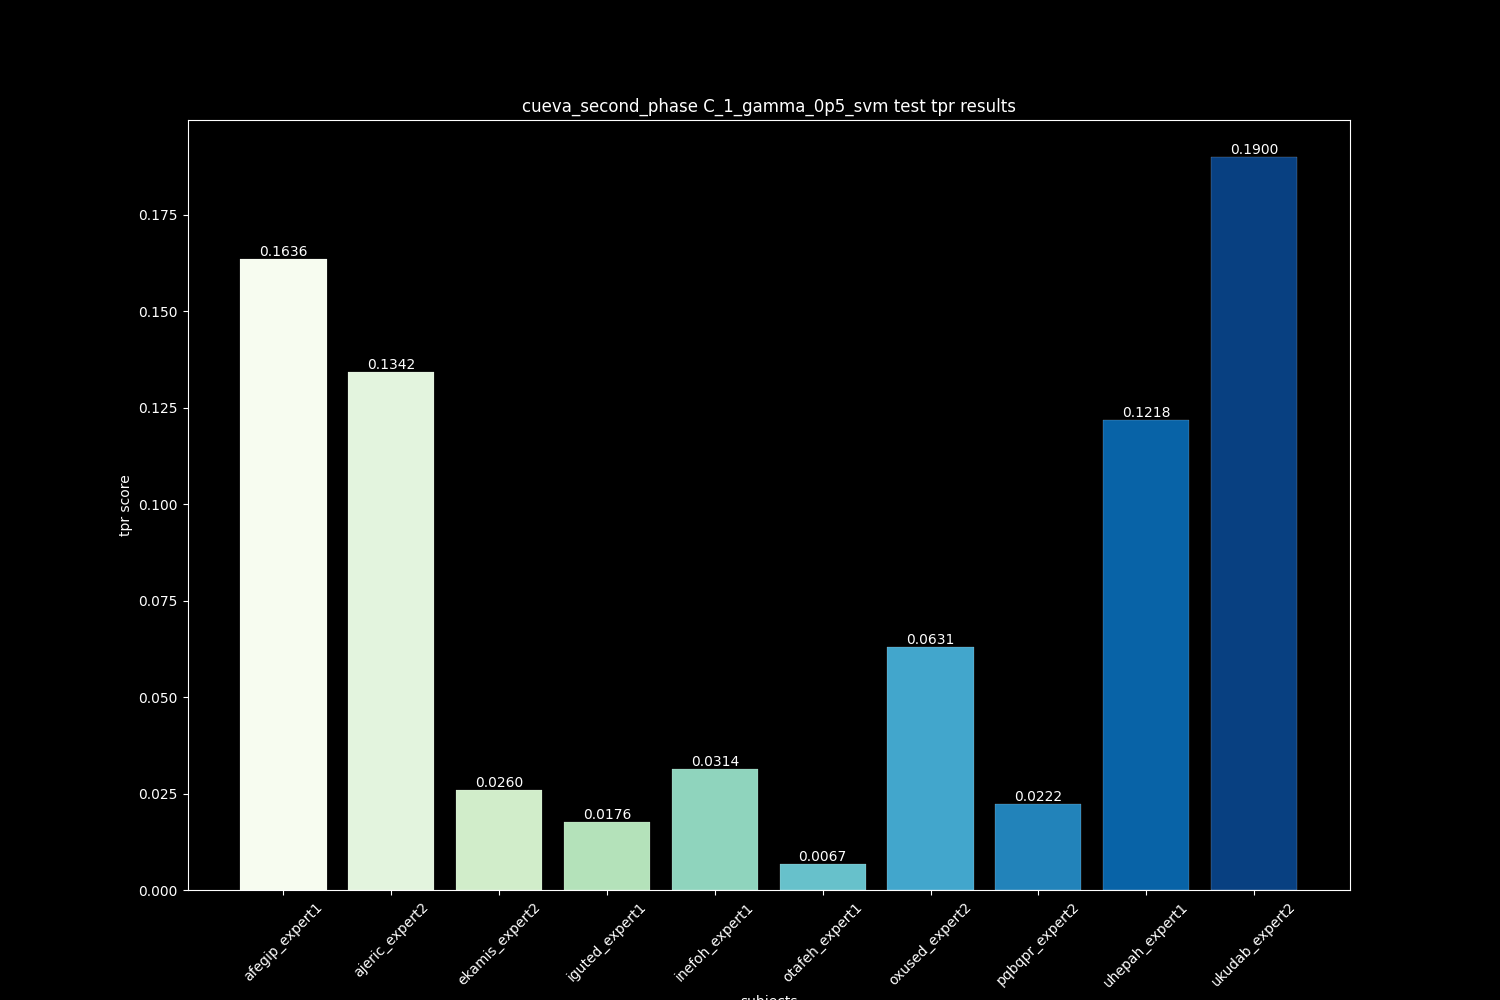 cueva_second_phase C_1_gamma_0p5_svm test tpr results
0.1900
0.175
0.1636
0.150
0.1342
0.125
0.1218
0.100
tpr score
0.075
0.0631
0.050
0.0314
0.0260
0.025
0.0222
0.0176
0.0067
0.000
afegip_expert1
ajeric_expert2
ekamis_expert2
iguted_expert1
inefoh_expert1
otafeh_expert1
oxused_expert2
pqbqpr_expert2
uhepah_expert1
ukudab_expert2
subjects